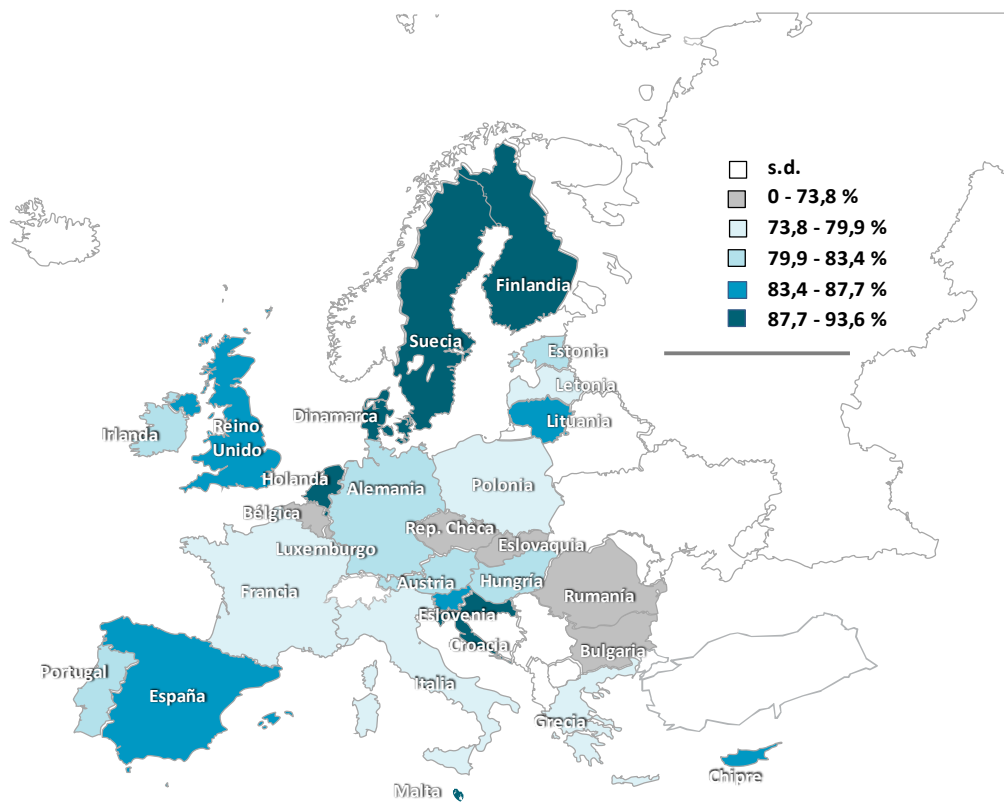 s.d.
0 - 73,8 %
73,8 - 79,9 %
79,9 - 83,4 %
83,4 - 87,7 %
87,7 - 93,6 %
Finlandia
Suecia
Estonia
Letonia
Dinamarca
Lituania
Irlanda
Reino
Unido
Holanda
Alemania
Polonia
Bélgica
Rep. Checa
Luxemburgo
Eslovaquia
Austria
Hungría
Francia
Rumanía
Eslovenia
Croacia
Bulgaria
Portugal
España
Italia
Grecia
Chipre
Malta